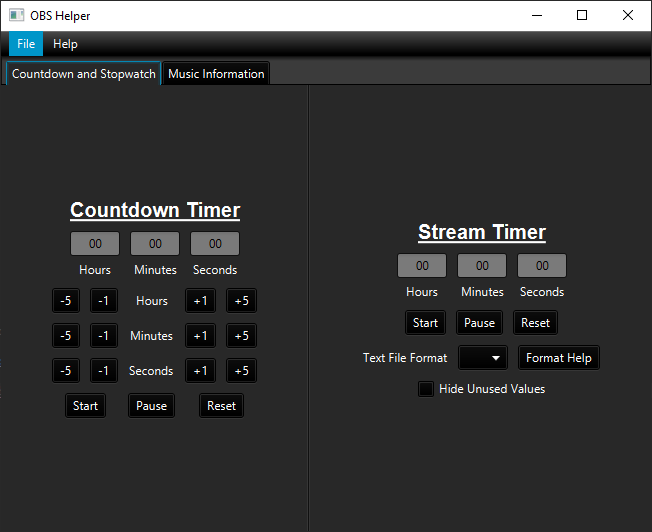 OBS Helper
File Help
Countdown and Stopwatch Music Information
Countdown Timer
00 00 00
Hours Minutes Seconds
-5 -1 Hours +1 +5
-5 -1 Minutes +1 +5
-5 -1 Seconds +1 +5
Start Pause Reset
Stream Timer
00 00 00
Hours Minutes Seconds
Start Pause Reset
Text File Format Format Help
Hide Unused Values